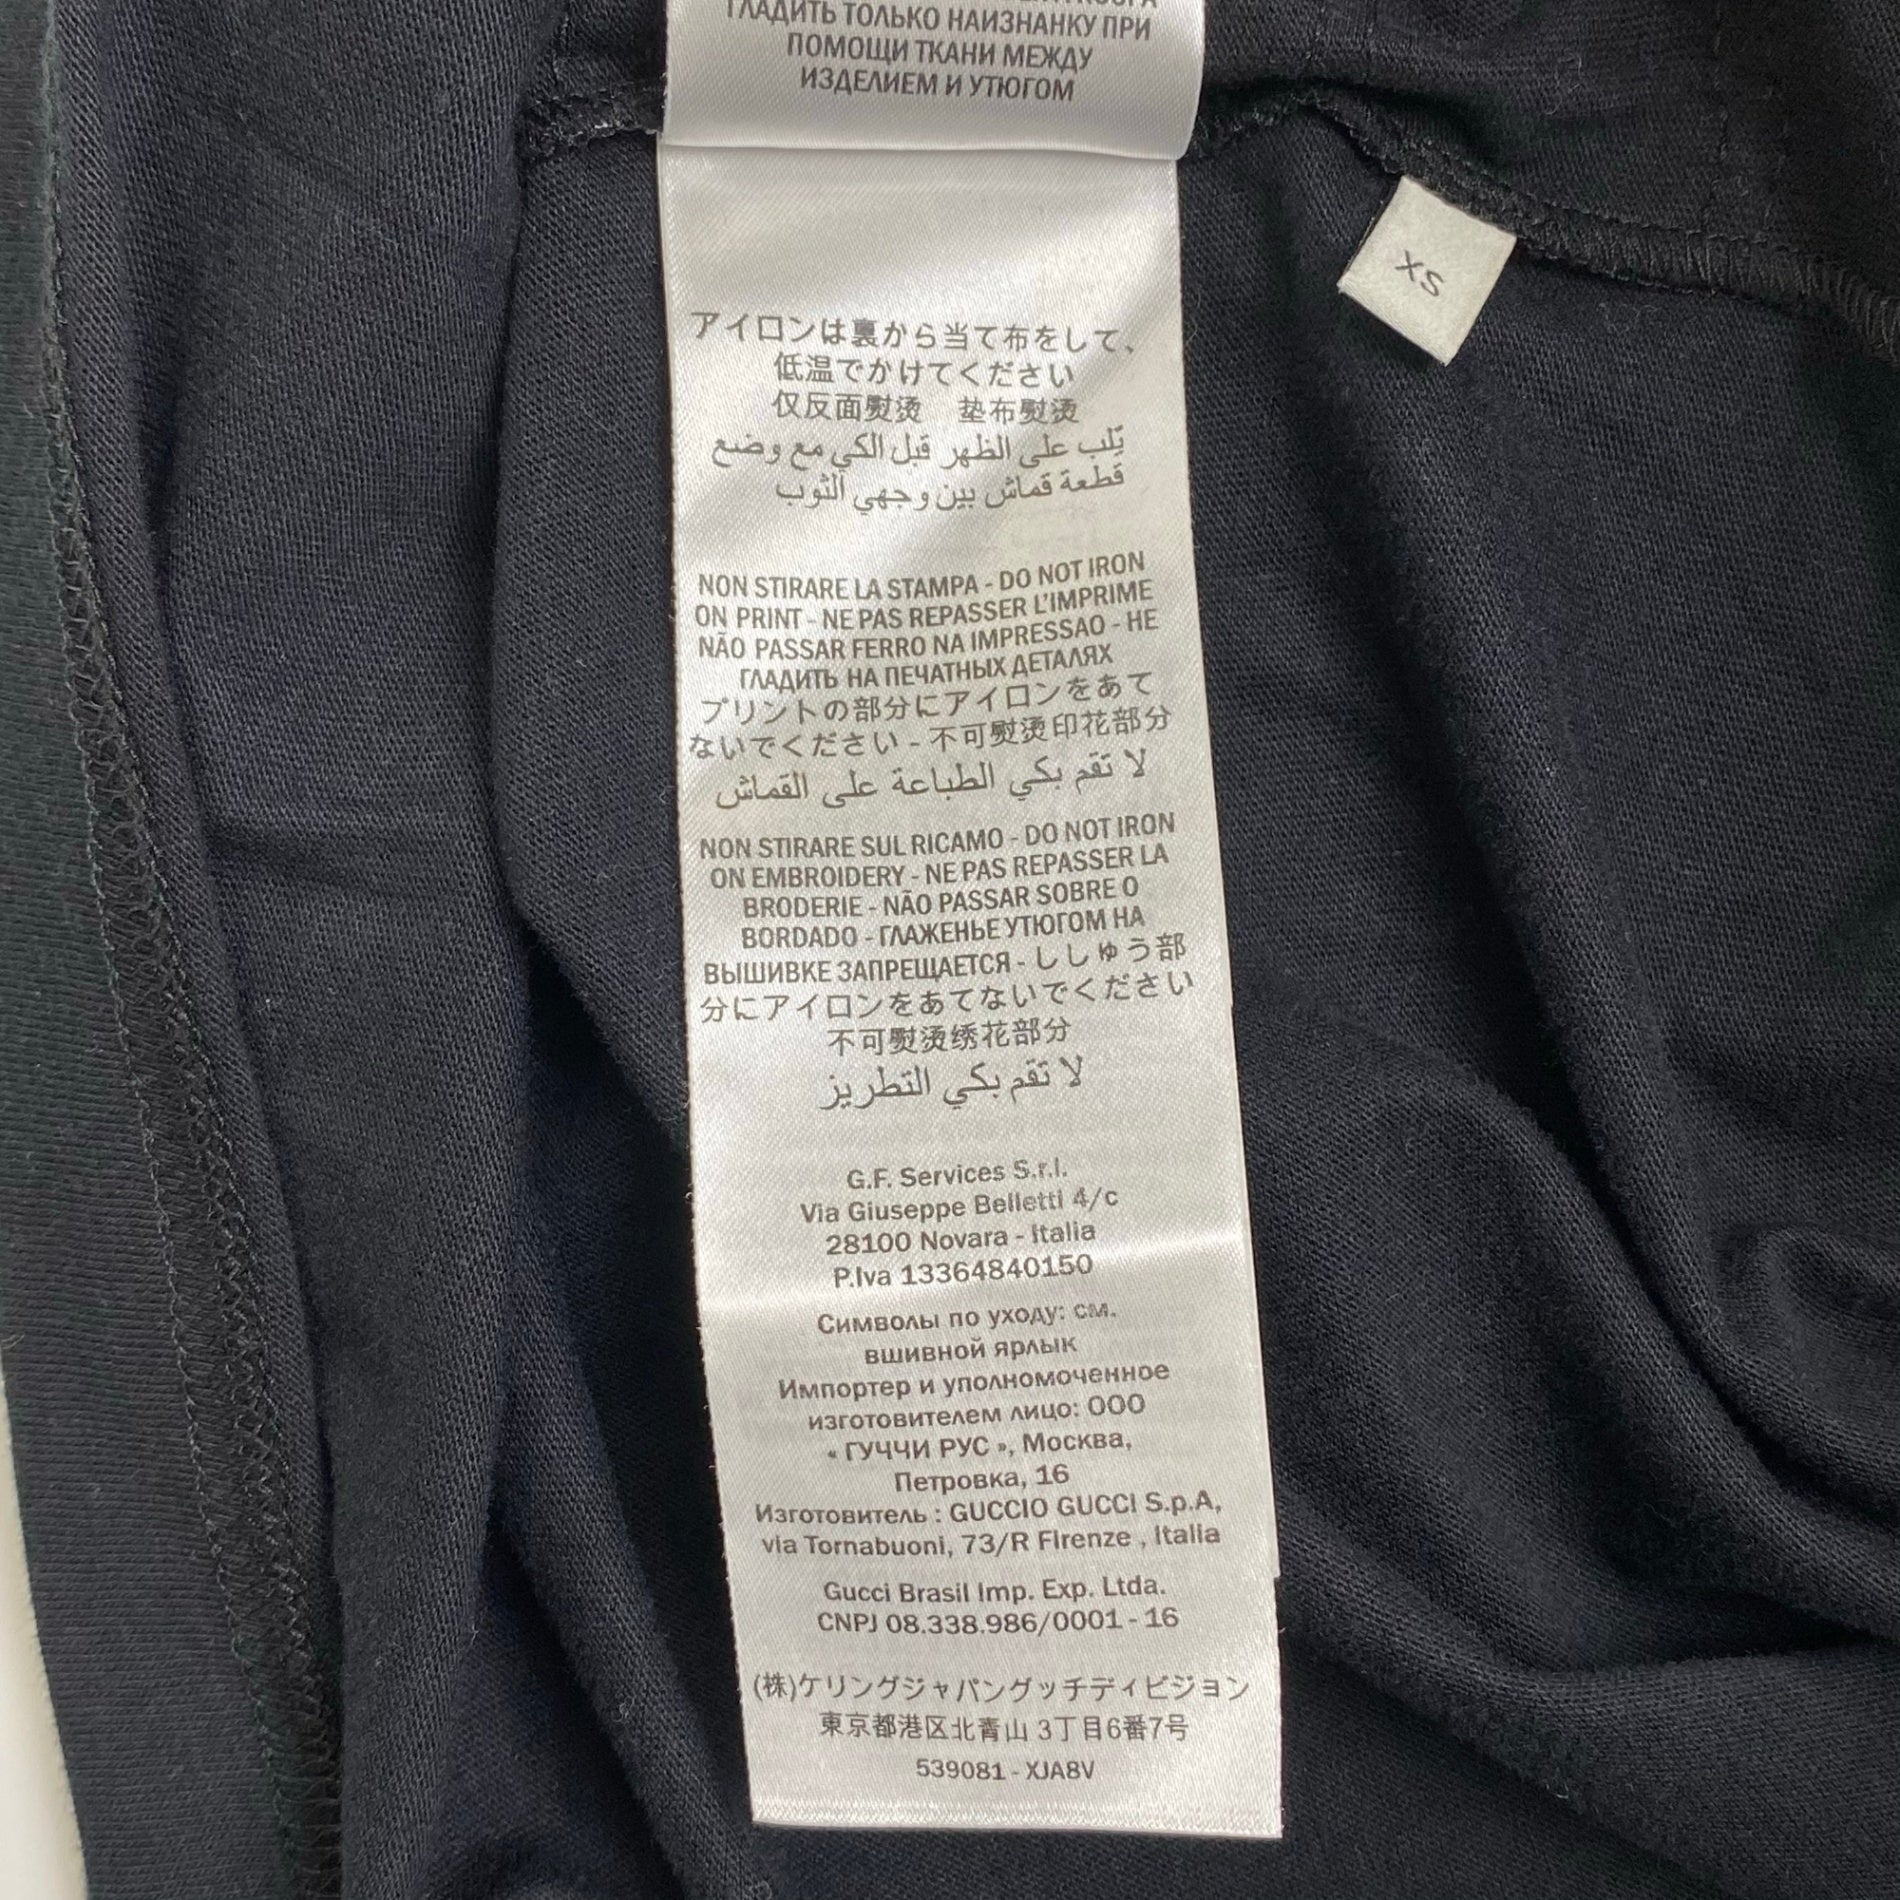 ГЛАДИТЬ ТОЛЬКО НАИЗНАНКУ ПРИ
ПОМОЩИ ТКАНИ МЕЖДУ
ИЗДЕЛИЕМ И УТЮГОМ
XS
アイロンは裏から当て布をして、
低温でかけてください
仅反面熨烫 垫布熨烫
يّلب على الظهر قبل الكي مع وضع
قطعة قماش بين وجهي الثوب
NON STIRARE LA STAMPA - DO NOT IRON
ON PRINT - NE PAS REPASSER L'IMPRIME
NÃO PASSAR FERRO NA IMPRESSAO - НЕ
ГЛАДИТЬ НА ПЕЧАТНЫХ ДЕТАЛЯХ
プリントの部分にアイロンをあて
ないでください - 不可熨烫印花部分
لا تقم بكي الطباعة على القماش
NON STIRARE SUL RICAMO - DO NOT IRON
ON EMBROIDERY - NE PAS REPASSER LA
BRODERIE - NÃO PASSAR SOBRE O
BORDADO - ГЛАЖЕНЬЕ УТЮГОМ НА
ВЫШИВКЕ ЗАПРЕЩАЕТСЯ - ししゅう部
分にアイロンをあてないでください
不可熨烫绣花部分
لا تقم بكي التطريز
G.F. Services S.r.l.
Via Giuseppe Belletti 4/c
28100 Novara - Italia
P.Iva 13364840150
Символы по уходу: см.
вшивной ярлык
Импортер и уполномоченное
изготовителем лицо: ООО
« ГУЧЧИ РУС », Москва,
Петровка, 16
Изготовитель : GUCCIO GUCCI S.p.A,
via Tornabuoni, 73/R Firenze , Italia
Gucci Brasil Imp. Exp. Ltda.
CNPJ 08.338.986/0001 - 16
(株)ケリングジャパングッチディビジョン
東京都港区北青山 3丁目6番7号
539081 - XJA8V